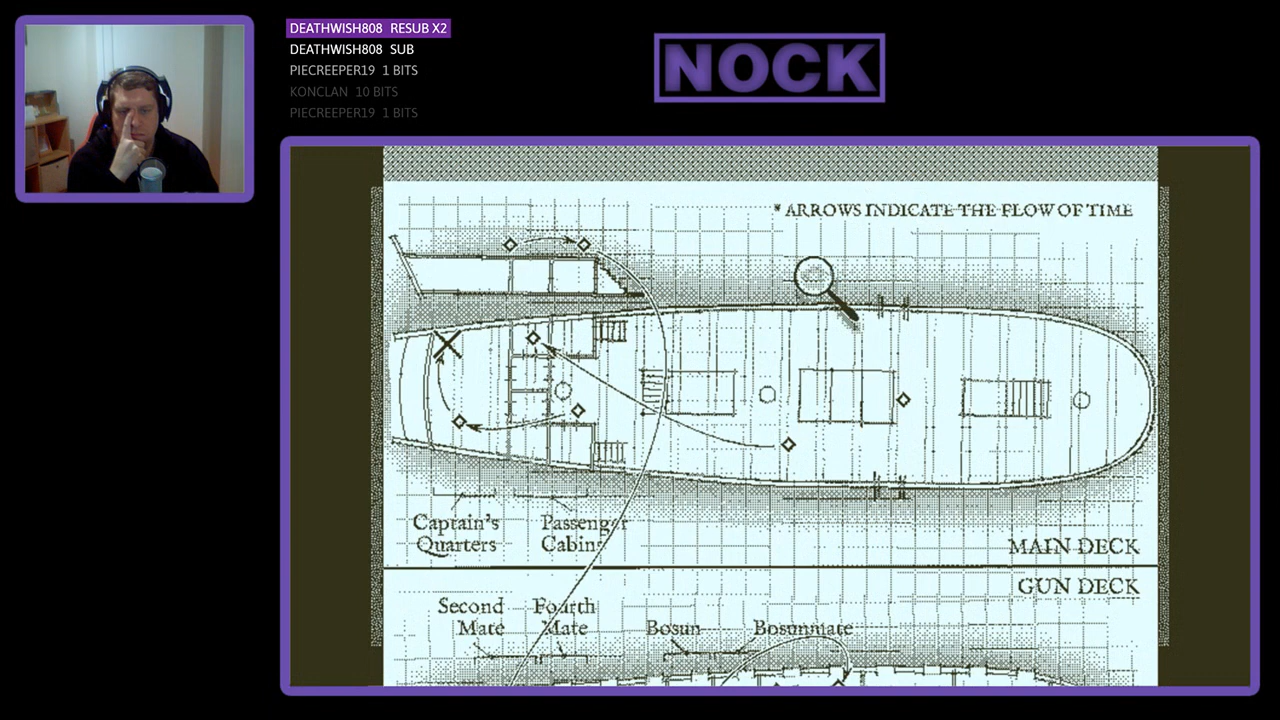 DEATHWISH808 RESUB X2
DEATHWISH808 SUB
PIECREEPER19 1 BITS
KONCLAN 10 BITS
PIECREEPER19 1 BITS
NOCK
* ARROWS INDICATE THE FLOW OF TIME
Captain's Quarters
Passenger Cabins
MAIN DECK
GUN DECK
Second Mate
Fourth Mate
Bosun
Bosunmate